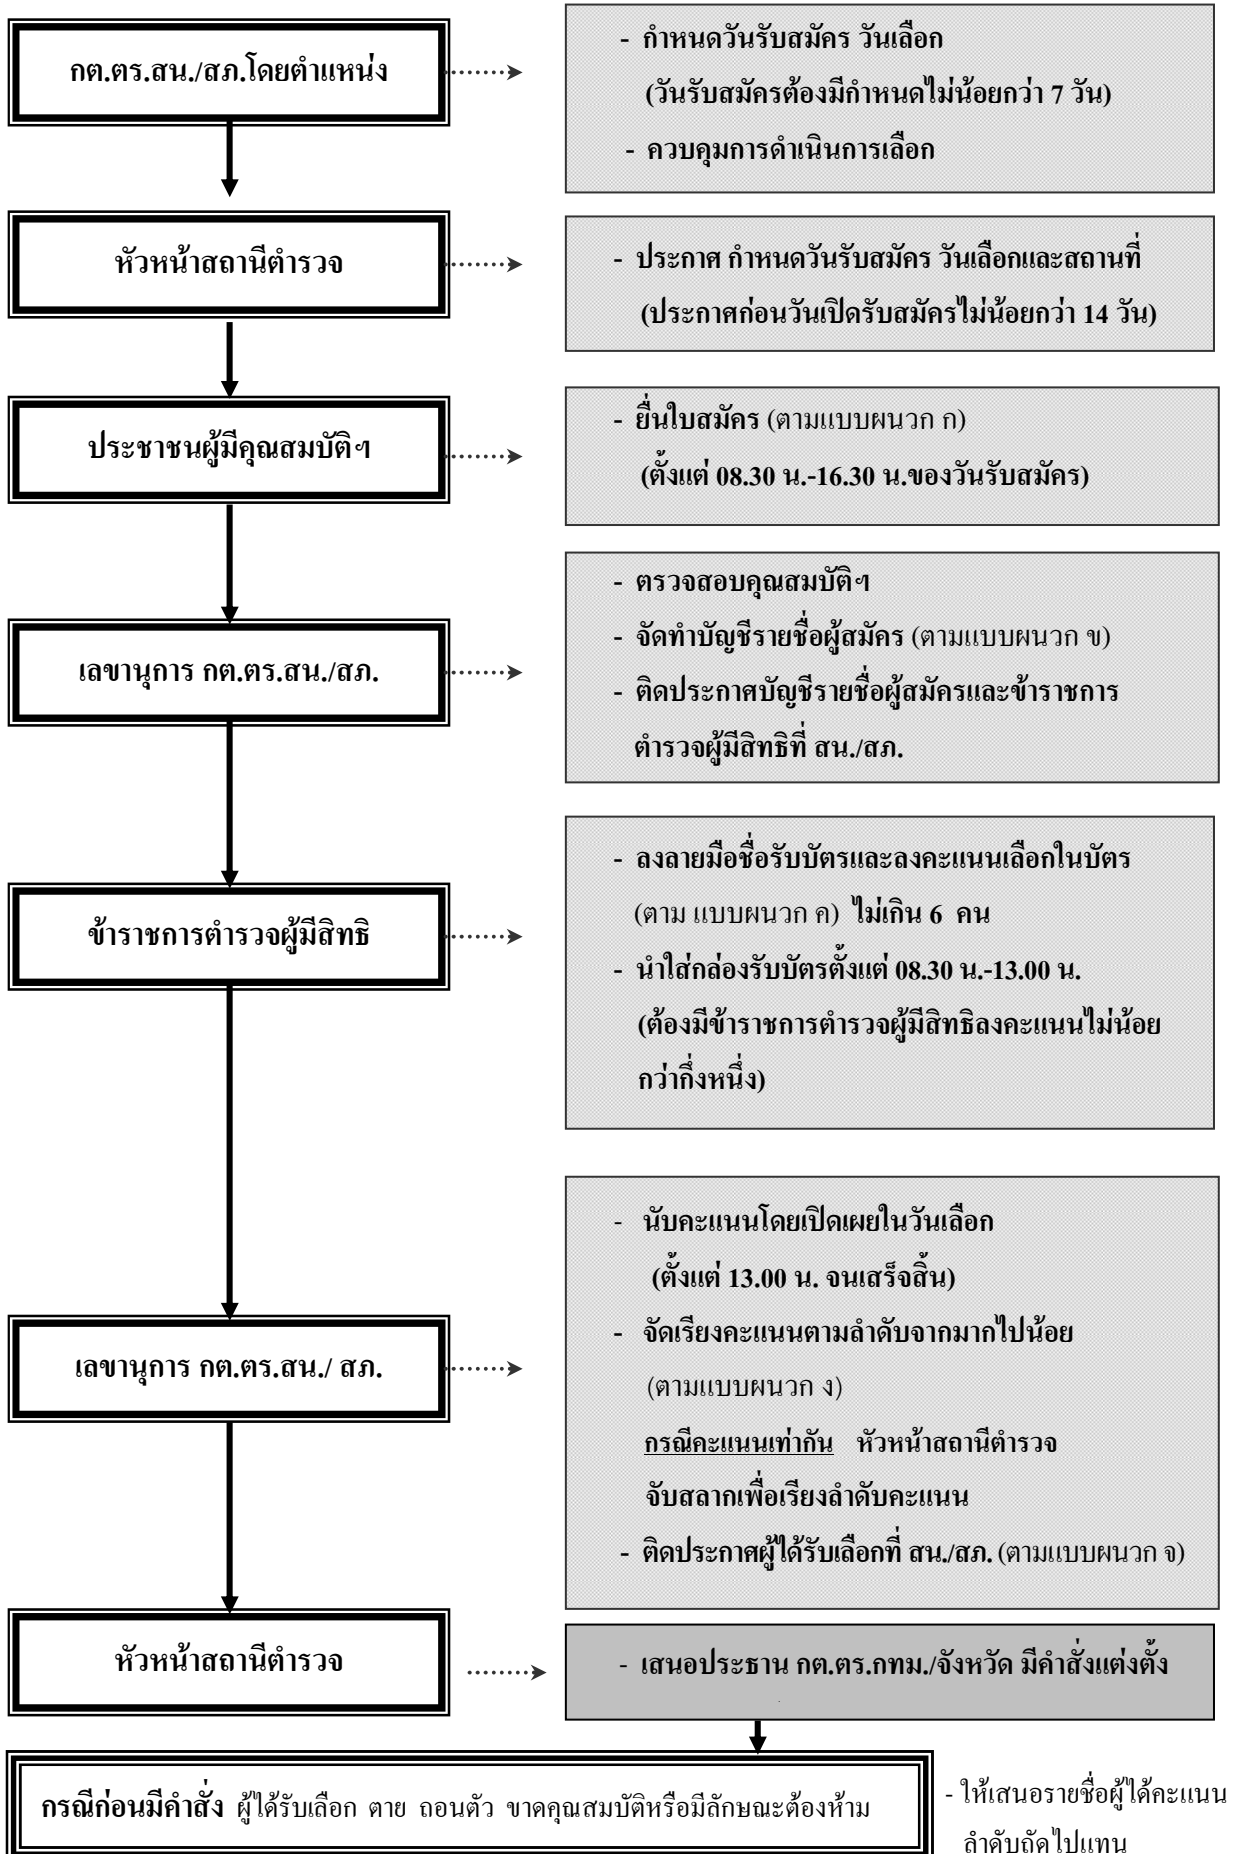 กต.ตร.สน./สภ.โดยตำแหน่ง
- กำหนดวันรับสมัคร วันเลือก
(วันรับสมัครต้องมีกำหนดไม่น้อยกว่า 7 วัน)
- ควบคุมการดำเนินการเลือก
หัวหน้าสถานีตำรวจ
- ประกาศ กำหนดวันรับสมัคร วันเลือกและสถานที่
(ประกาศก่อนวันเปิดรับสมัครไม่น้อยกว่า 14 วัน)
ประชาชนผู้มีคุณสมบัติฯ
- ยื่นใบสมัคร (ตามแบบผนวก ก)
(ตั้งแต่ 08.30 น.-16.30 น.ของวันรับสมัคร)
เลขานุการ กต.ตร.สน./สภ.
- ตรวจสอบคุณสมบัติฯ
- จัดทำบัญชีรายชื่อผู้สมัคร (ตามแบบผนวก ข)
- ติดประกาศบัญชีรายชื่อผู้สมัครและข้าราชการ
ตำรวจผู้มีสิทธิที่ สน./สภ.
ข้าราชการตำรวจผู้มีสิทธิ
- ลงลายมือชื่อรับบัตรและลงคะแนนเลือกในบัตร
(ตาม แบบผนวก ค) ไม่เกิน 6 คน
- นำใส่กล่องรับบัตรตั้งแต่ 08.30 น.-13.00 น.
(ต้องมีข้าราชการตำรวจผู้มีสิทธิลงคะแนนไม่น้อย
กว่ากึ่งหนึ่ง)
เลขานุการ กต.ตร.สน./ สภ.
- นับคะแนนโดยเปิดเผยในวันเลือก
(ตั้งแต่ 13.00 น. จนเสร็จสิ้น)
- จัดเรียงคะแนนตามลำดับจากมากไปน้อย
(ตามแบบผนวก ง)
กรณีคะแนนเท่ากัน หัวหน้าสถานีตำรวจ
จับสลากเพื่อเรียงลำดับคะแนน
- ติดประกาศผู้ได้รับเลือกที่ สน./สภ. (ตามแบบผนวก จ)
หัวหน้าสถานีตำรวจ
- เสนอประธาน กต.ตร.กทม./จังหวัด มีคำสั่งแต่งตั้ง
กรณีก่อนมีคำสั่ง ผู้ได้รับเลือก ตาย ถอนตัว ขาดคุณสมบัติหรือมีลักษณะต้องห้าม
- ให้เสนอรายชื่อผู้ได้คะแนน
ลำดับถัดไปแทน